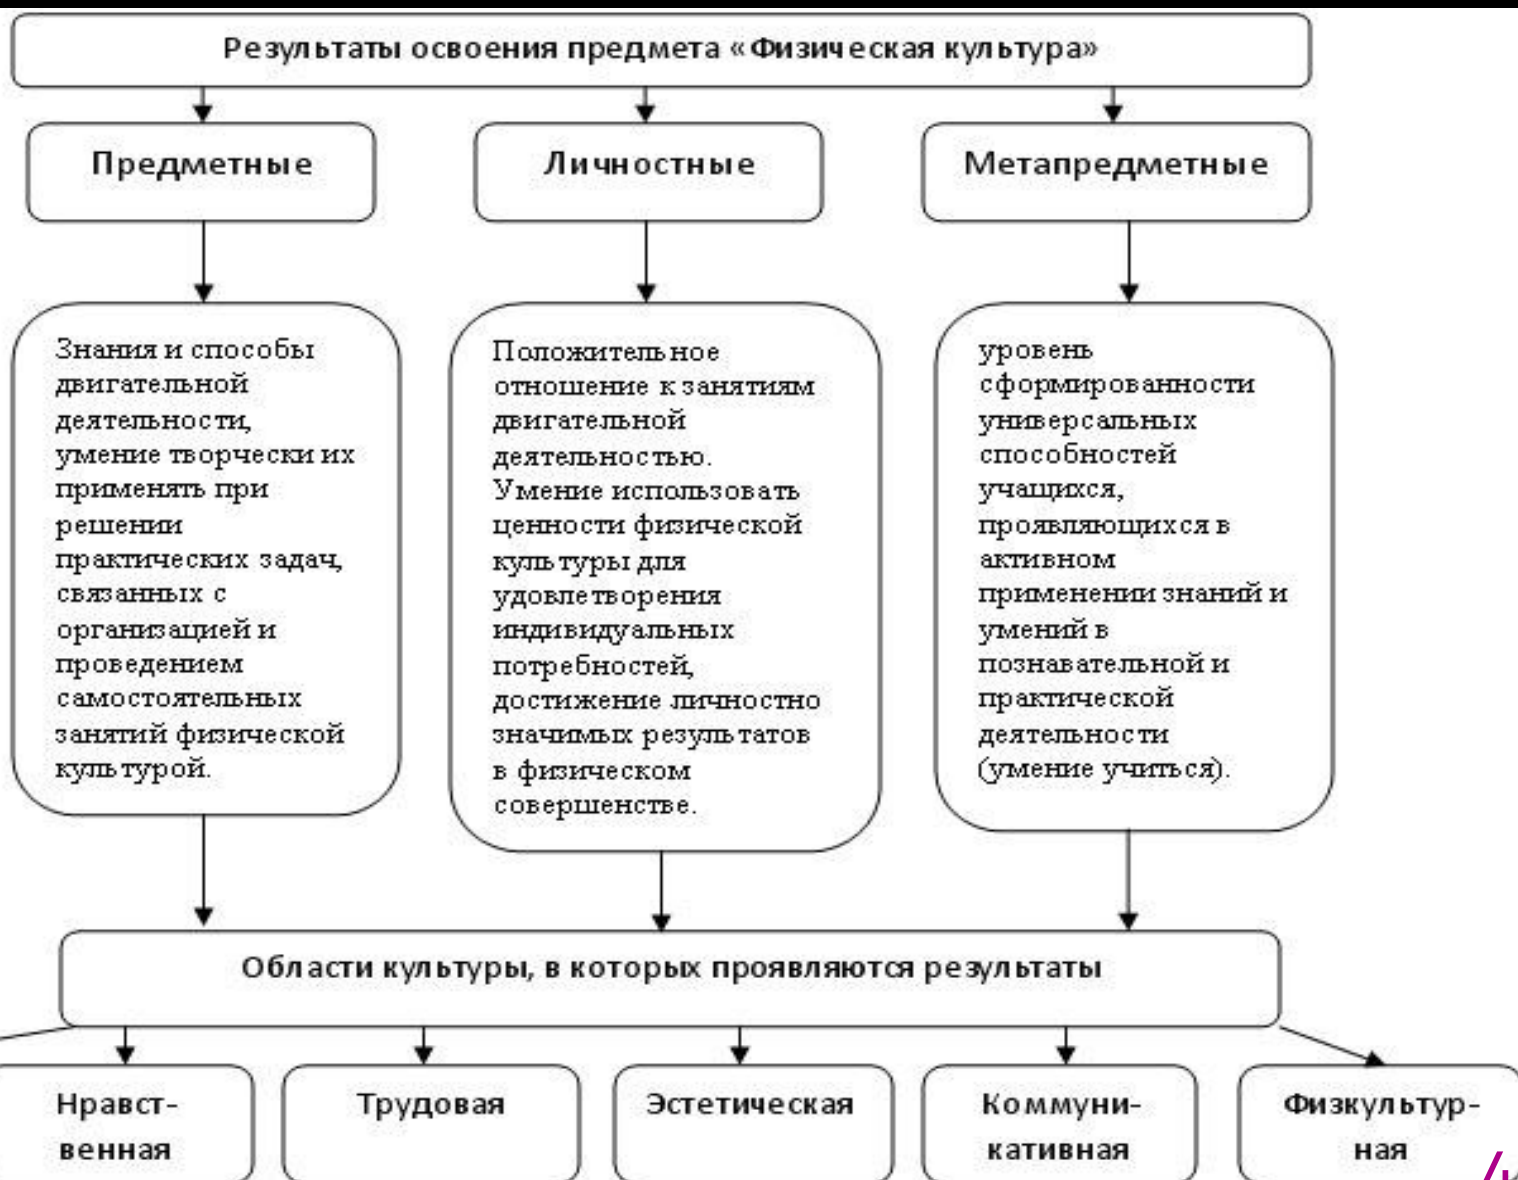 Результаты освоения предмета «Физическая культура»
Предметные
Личностные
Метапредметные
Знания и способы
двигательной
деятельности,
умение творчески их
применять при
решении
практических задач,
связанных с
организацией и
проведением
самостоятельных
занятий физической
культурой.
Положительное
отношение к занятиям
двигательной
деятельностью.
Умение использовать
ценности физической
культуры для
удовлетворения
индивидуальных
потребностей,
достижение личностно
значимых результатов
в физическом
совершенстве.
уровень
сформированности
универсальных
способностей
учащихся,
проявляющихся в
активном
применении знаний и
умений в
познавательной и
практической
деятельности
(умение учиться).
Области культуры, в которых проявляются результаты
Нравст-
венная
Трудовая
Эстетическая
Коммуни-
кативная
Физкультур-
ная